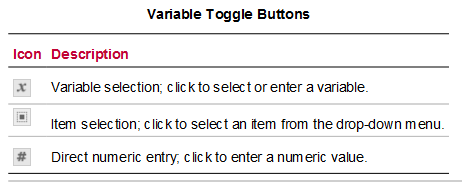 Variable Toggle Buttons
Icon Description
x Variable selection; click to select or enter a variable.
Item selection; click to select an item from the drop-down menu.
# Direct numeric entry; click to enter a numeric value.